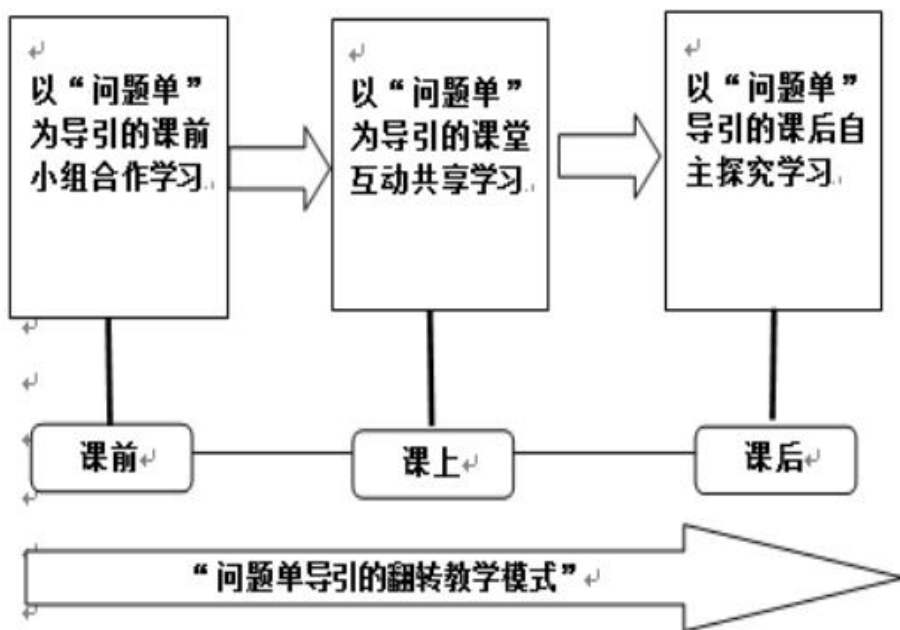 以“问题单”
为导引的课前
小组合作学习
以“问题单”
为导引的课堂
互动共享学习
以“问题单”
导引的课后自
主探究学习
课前
课上
课后
“问题单导引的翻转教学模式”